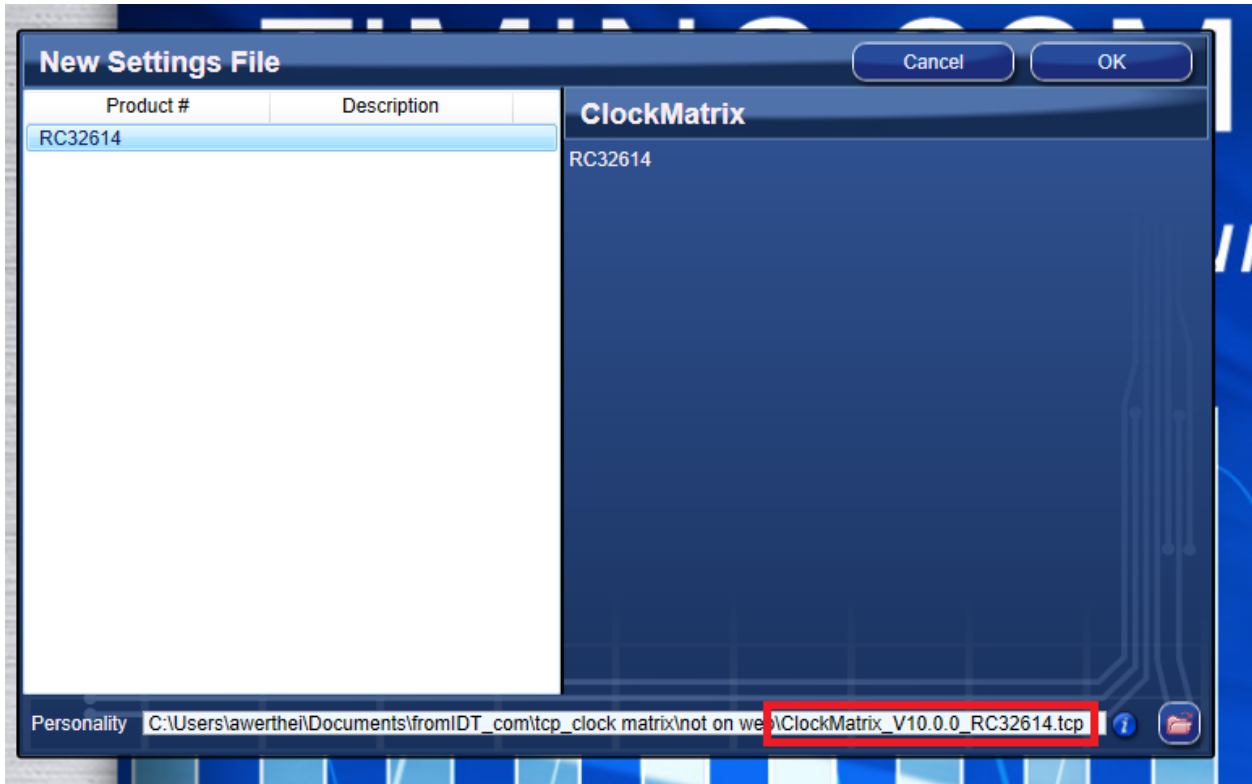 New Settings File
Cancel
OK
Product #
Description
ClockMatrix
RC32614
RC32614
Personality
C:\Users\awerthei\Documents\fromIDT_com\tcp_clock matrix\not on web\ClockMatrix_V10.0.0_RC32614.tcp